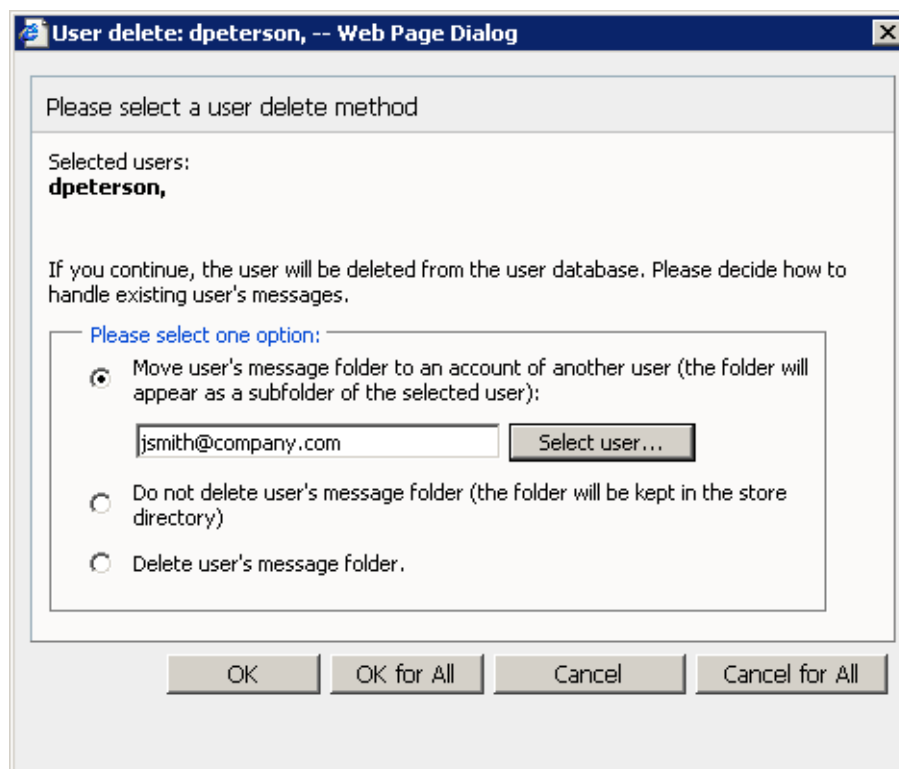 User delete: dpeterson, -- Web Page Dialog
Please select a user delete method
Selected users:
dpeterson,
If you continue, the user will be deleted from the user database. Please decide how to
handle existing user's messages.
Please select one option:
Move user's message folder to an account of another user (the folder will
appear as a subfolder of the selected user):
jsmith@company.com
Select user...
Do not delete user's message folder (the folder will be kept in the store
directory)
Delete user's message folder.
OK
OK for All
Cancel
Cancel for All